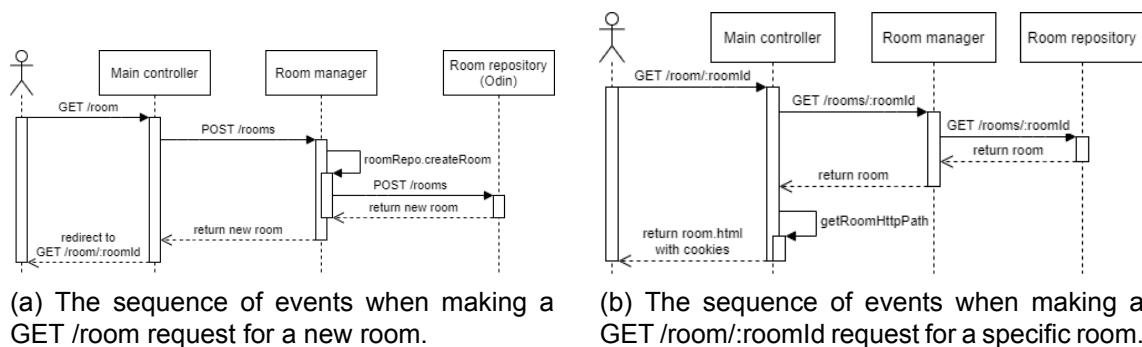 Main controller
Room manager
Room repository
(Odin)
GET /room
POST /rooms
roomRepo.createRoom
POST /rooms
return new room
return new room
redirect to
GET /room/:roomId
(a) The sequence of events when making a
GET /room request for a new room.
Main controller
Room manager
Room repository
GET /room/:roomId
GET /rooms/:roomId
GET /rooms/:roomId
return room
return room
getRoomHttpPath
return room.html
with cookies
(b) The sequence of events when making a
GET /room/:roomId request for a specific room.